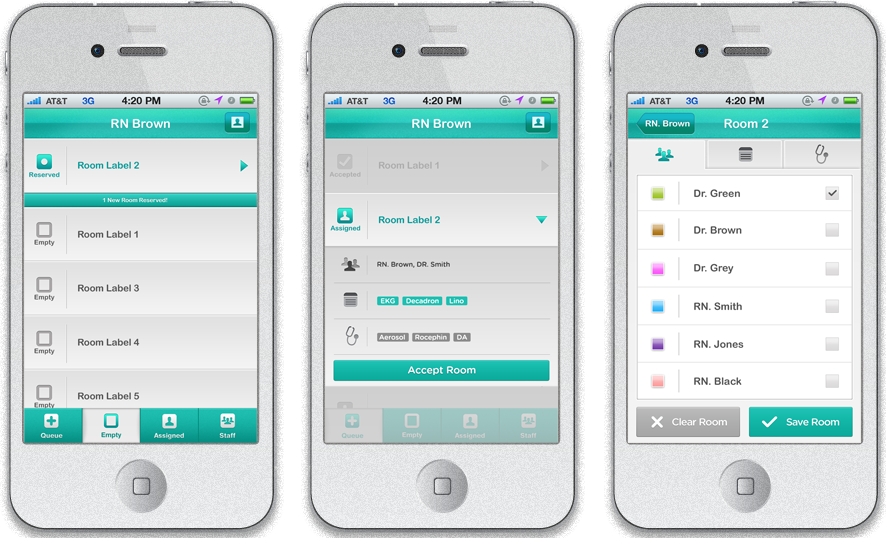 AT&T 3G 4:20 PM
RN Brown
Reserved
Room Label 2
1 New Room Reserved!
Empty
Room Label 1
Empty
Room Label 3
Empty
Room Label 4
Empty
Room Label 5
Queue Empty Assigned Staff
AT&T 3G 4:20 PM
RN Brown
Accepted
Room Label 1
Assigned
Room Label 2
RN. Brown, DR. Smith
EKG Decadron Lino
Aerosol Rocephin DA
Accept Room
Queue Empty Assigned Staff
AT&T 3G 4:20 PM
RN. Brown Room 2
Dr. Green
Dr. Brown
Dr. Grey
RN. Smith
RN. Jones
RN. Black
Clear Room Save Room